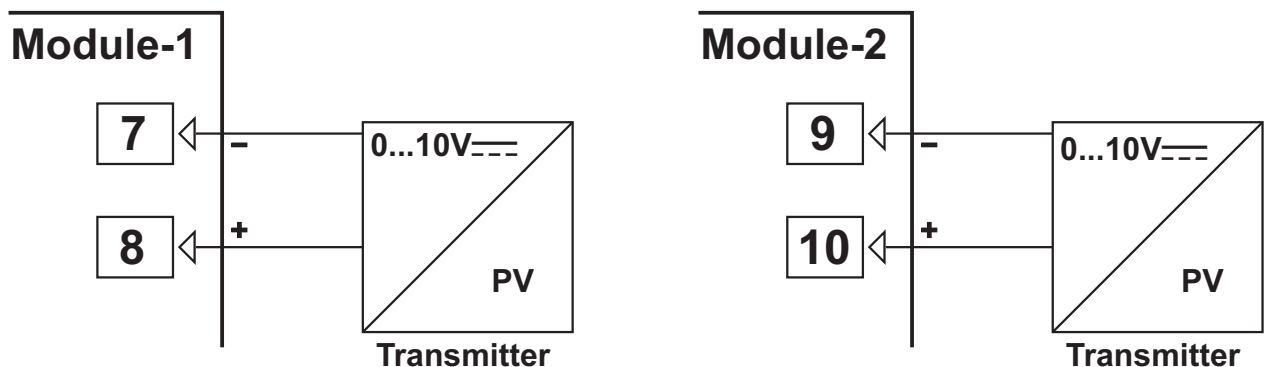 Module-1
7
-
0...10V⎓
8
+
PV
Transmitter
Module-2
9
-
0...10V⎓
10
+
PV
Transmitter